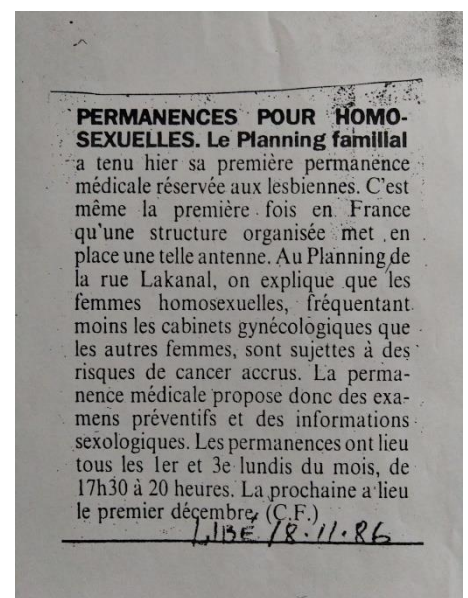 PERMANENCES POUR HOMO-
SEXUELLES. Le Planning familial
a tenu hier sa première permanence
médicale réservée aux lesbiennes. C'est
même la première fois en France
qu'une structure organisée met en
place une telle antenne. Au Planning de
la rue Lakanal, on explique que les
femmes homosexuelles, fréquentant
moins les cabinets gynécologiques que
les autres femmes, sont sujettes à des
risques de cancer accrus. La perma-
nence médicale propose donc des exa-
mens préventifs et des informations
sexologiques. Les permanences ont lieu
tous les 1er et 3e lundis du mois, de
17h30 à 20 heures. La prochaine a lieu
le premier décembre. (C.F.)
LIBÉ 18.11.86